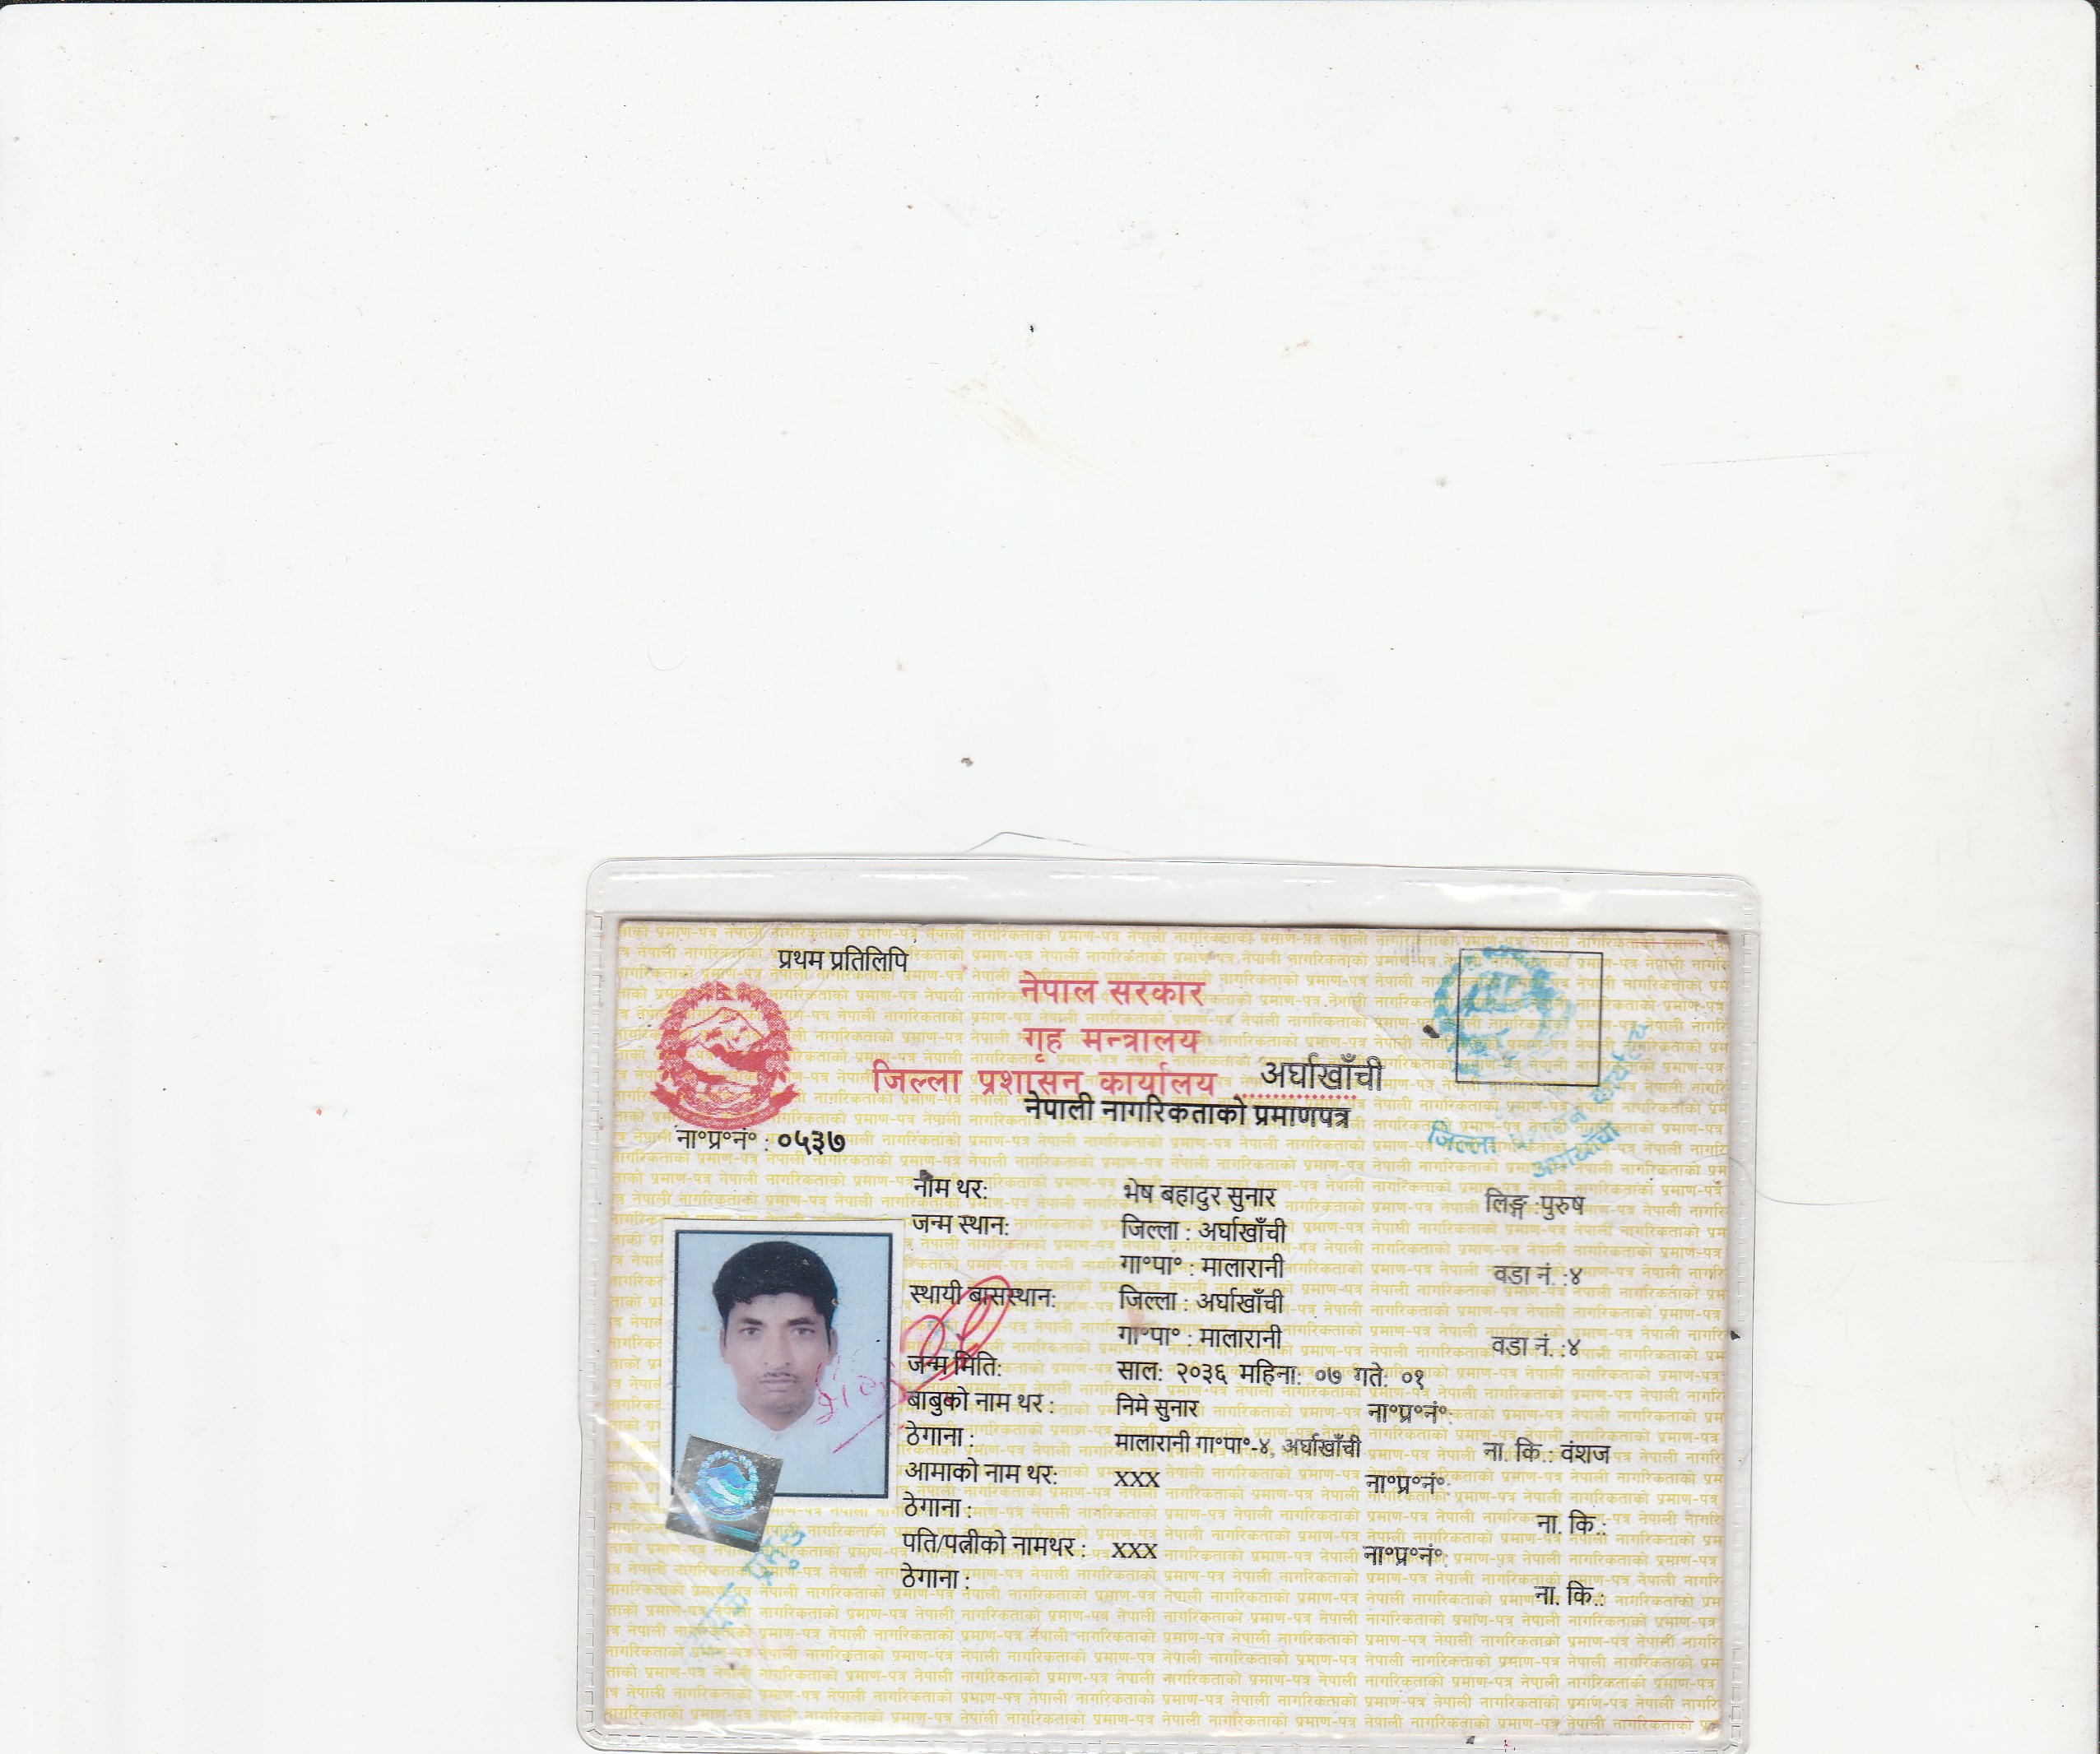 प्रथम प्रतिलिपि
नेपाल सरकार
गृह मन्त्रालय
जिल्ला प्रशासन कार्यालय अर्घाखाँची
नेपाली नागरिकताको प्रमाणपत्र
ना॰प्र॰नं॰ : ०५३७
जिल्ला कार्यालय
अर्घाखाँची
नाम थर: भेष बहादुर सुनार लिङ्ग :पुरुष
जन्म स्थान: जिल्ला : अर्घाखाँची
गा॰पा॰ : मालारानी वडा नं. :४
स्थायी बासस्थान: जिल्ला : अर्घाखाँची
गा॰पा॰ : मालारानी वडा नं. :४
जन्म मिति: साल: २०३६ महिना: ०७ गते: ०१
बाबुको नाम थर : निमे सुनार ना॰प्र॰नं॰:
ठेगाना : मालारानी गा॰पा॰-४, अर्घाखाँची ना. कि.: वंशज
आमाको नाम थर: XXX ना॰प्र॰नं॰:
ठेगाना : ना. कि.:
पति/पत्नीको नामथर : XXX ना॰प्र॰नं॰:
ठेगाना : ना. कि.: